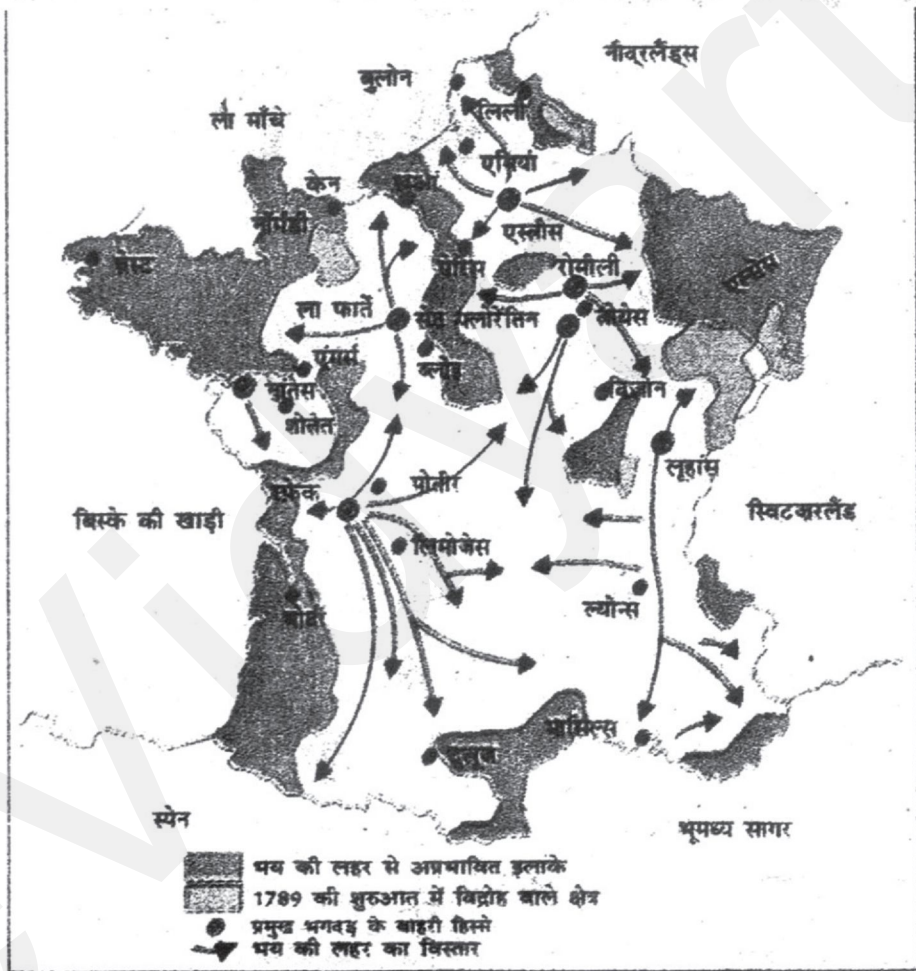 नीदरलैंड्स
बुलोन
लिली
ला माँचे
एमियां
केन
रुआं
नॉर्मंडी
एस्त्रीस
ब्रेस्ट
पेरिस
रोमीली
एल्सेस
ला फार्ते
सेंट फ्लोरेंतिन
त्रोयेस
एंगर्स
ब्लोइ
नांतेस
दिजोन
शोलेत
लूहांस
रुफेक
पोतीर
बिस्के की खाड़ी
स्विटज़रलैंड
लिमोजेस
ल्योन्स
बोर्दो
मार्सिल्स
टुलूज
स्पेन
भूमध्य सागर
भय की लहर से अप्रभावित इलाके
1789 की शुरुआत में विद्रोह वाले क्षेत्र
प्रमुख भगदड़ के बाहरी हिस्से
भय की लहर का विस्तार